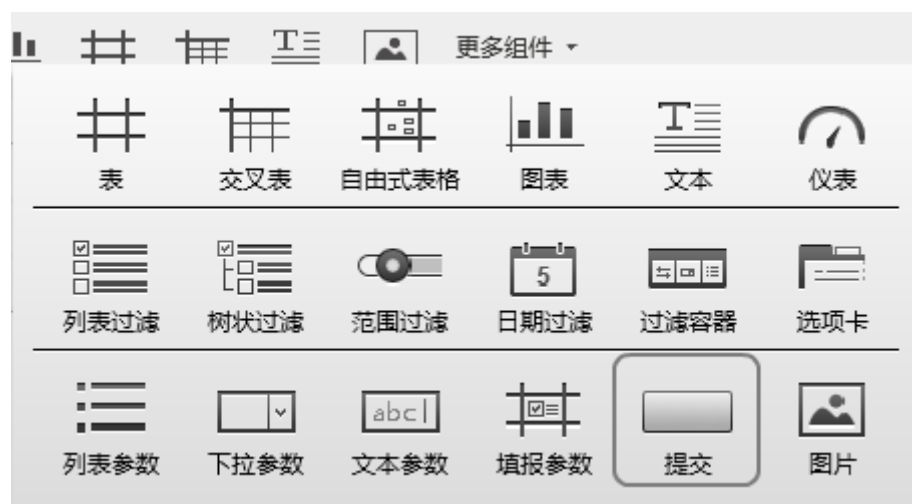 更多组件
表 交叉表 自由式表格 图表 文本 仪表
5
列表过滤 树状过滤 范围过滤 日期过滤 过滤容器 选项卡
abc
列表参数 下拉参数 文本参数 填报参数 提交 图片